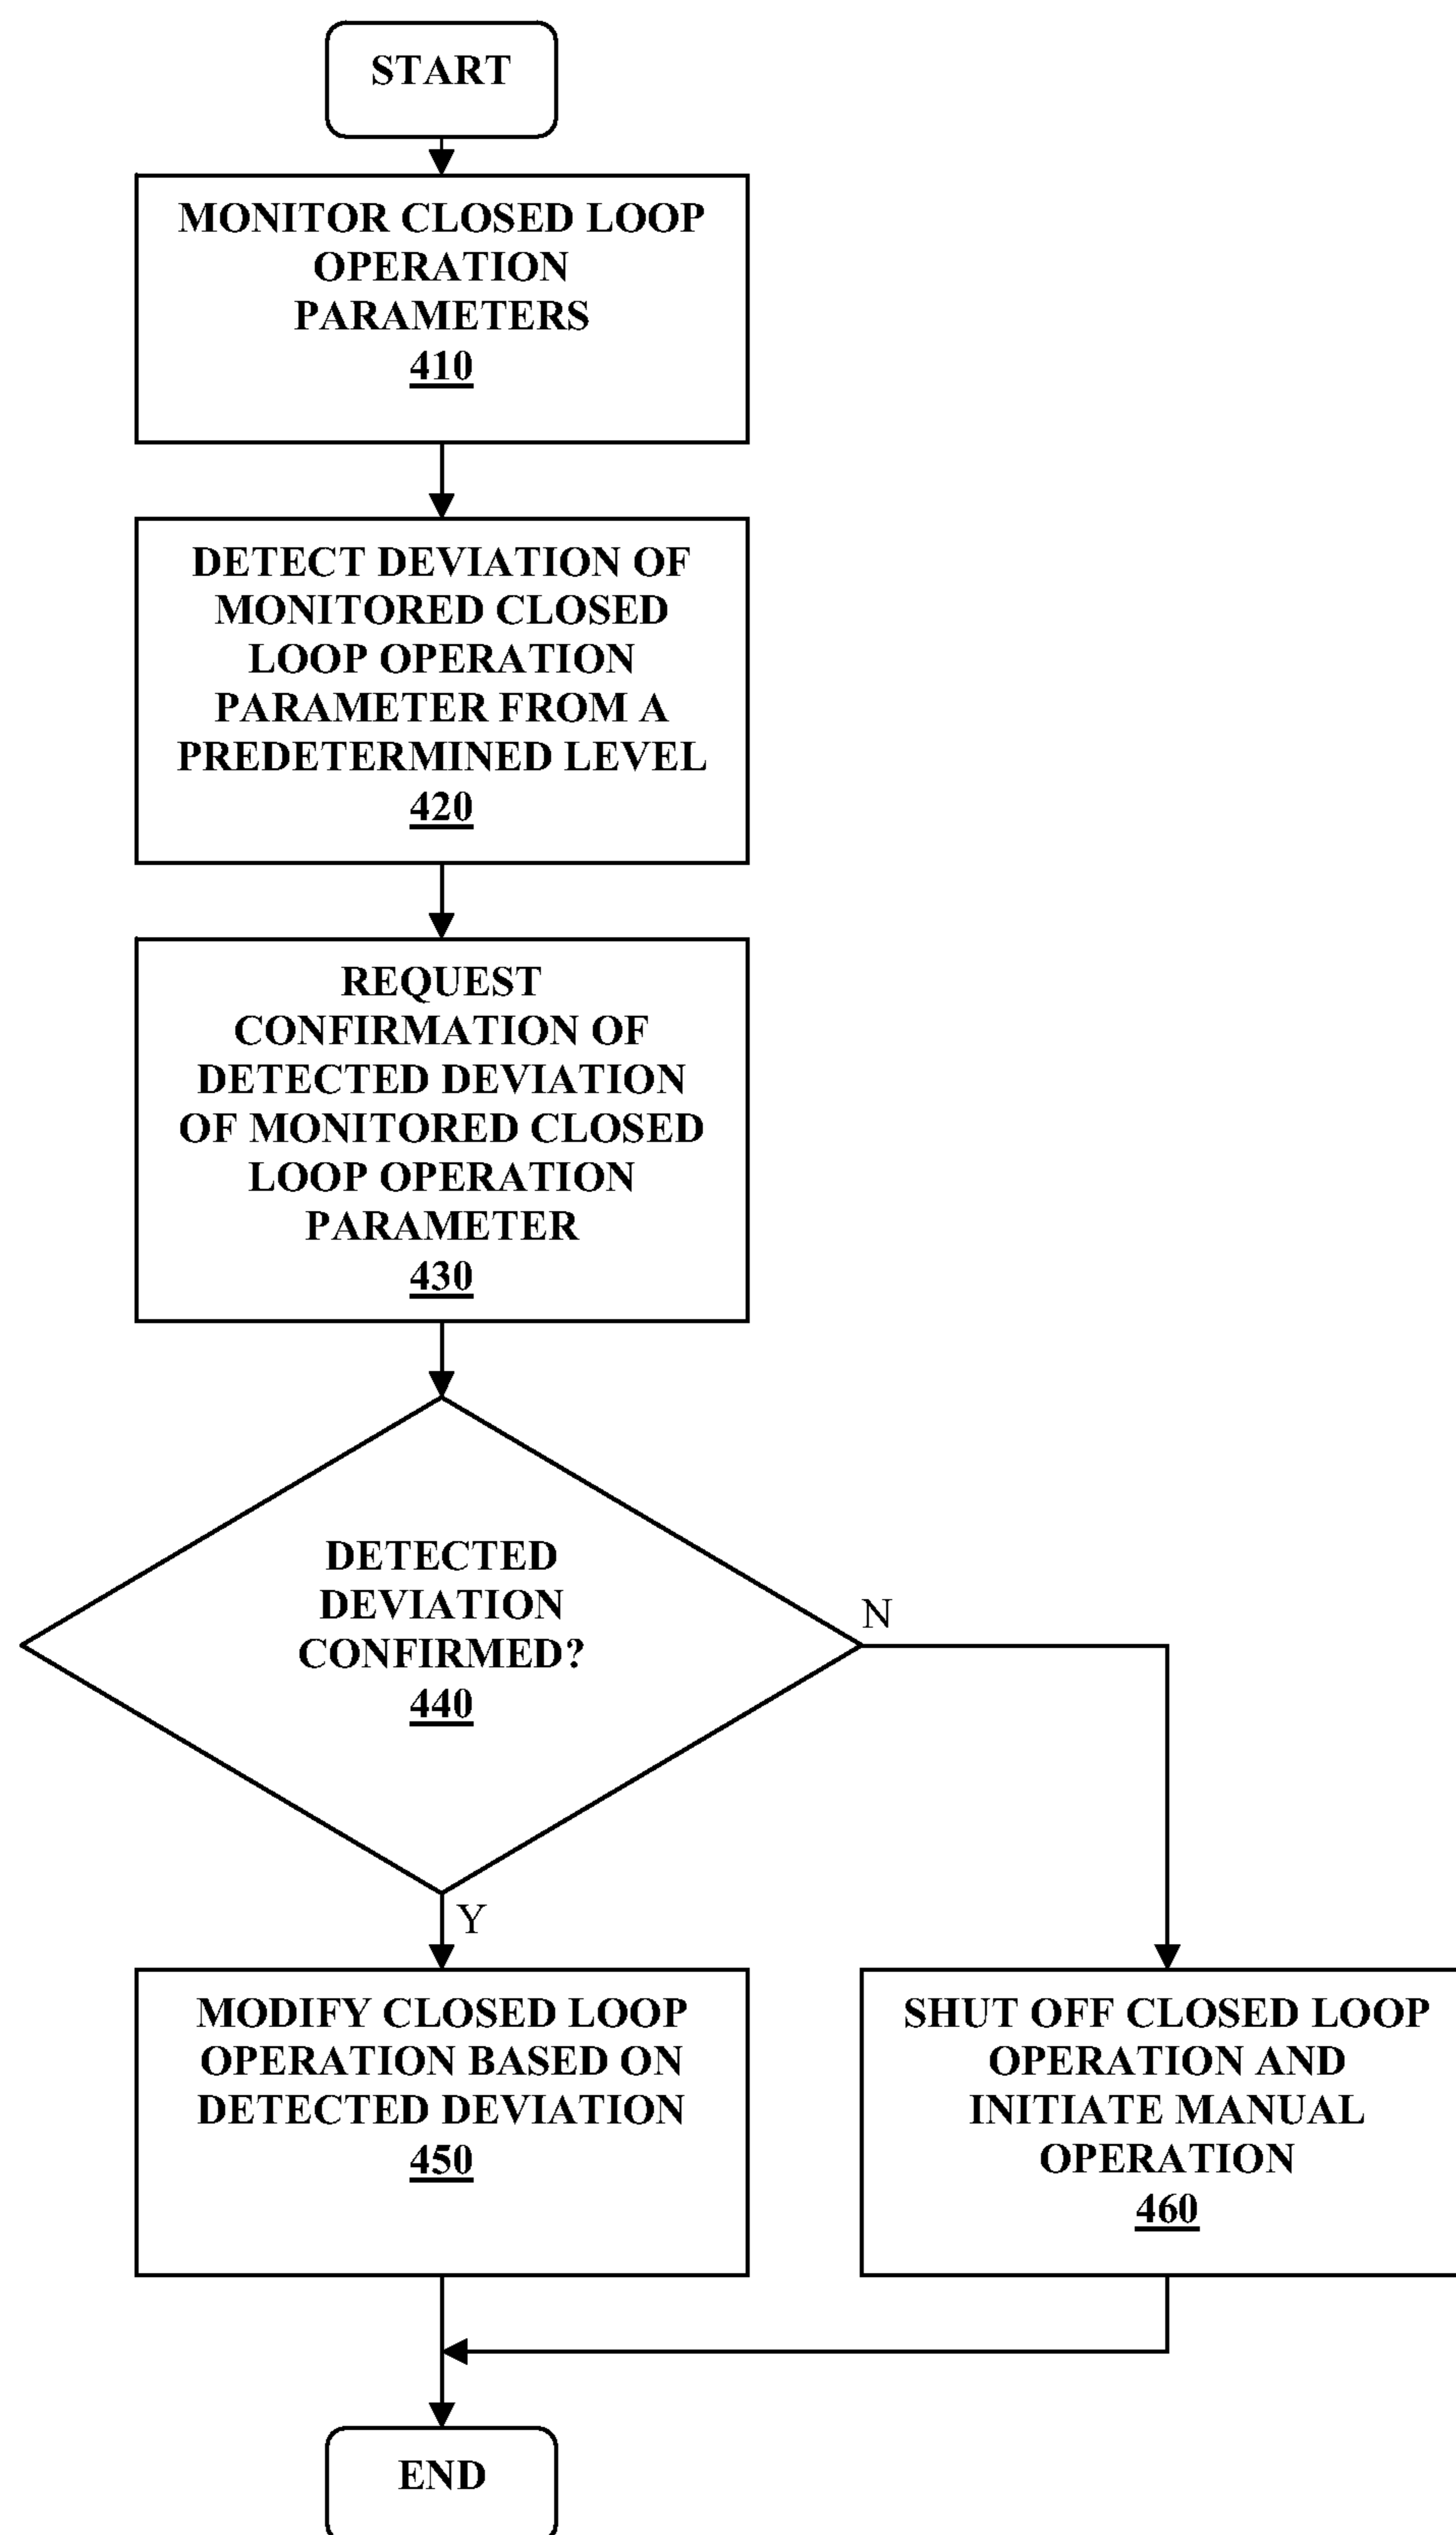 START
MONITOR CLOSED LOOP
OPERATION
PARAMETERS
410
DETECT DEVIATION OF
MONITORED CLOSED
LOOP OPERATION
PARAMETER FROM A
PREDETERMINED LEVEL
420
REQUEST
CONFIRMATION OF
DETECTED DEVIATION
OF MONITORED CLOSED
LOOP OPERATION
PARAMETER
430
DETECTED
DEVIATION
CONFIRMED?
440
N
Y
MODIFY CLOSED LOOP
OPERATION BASED ON
DETECTED DEVIATION
450
SHUT OFF CLOSED LOOP
OPERATION AND
INITIATE MANUAL
OPERATION
460
END